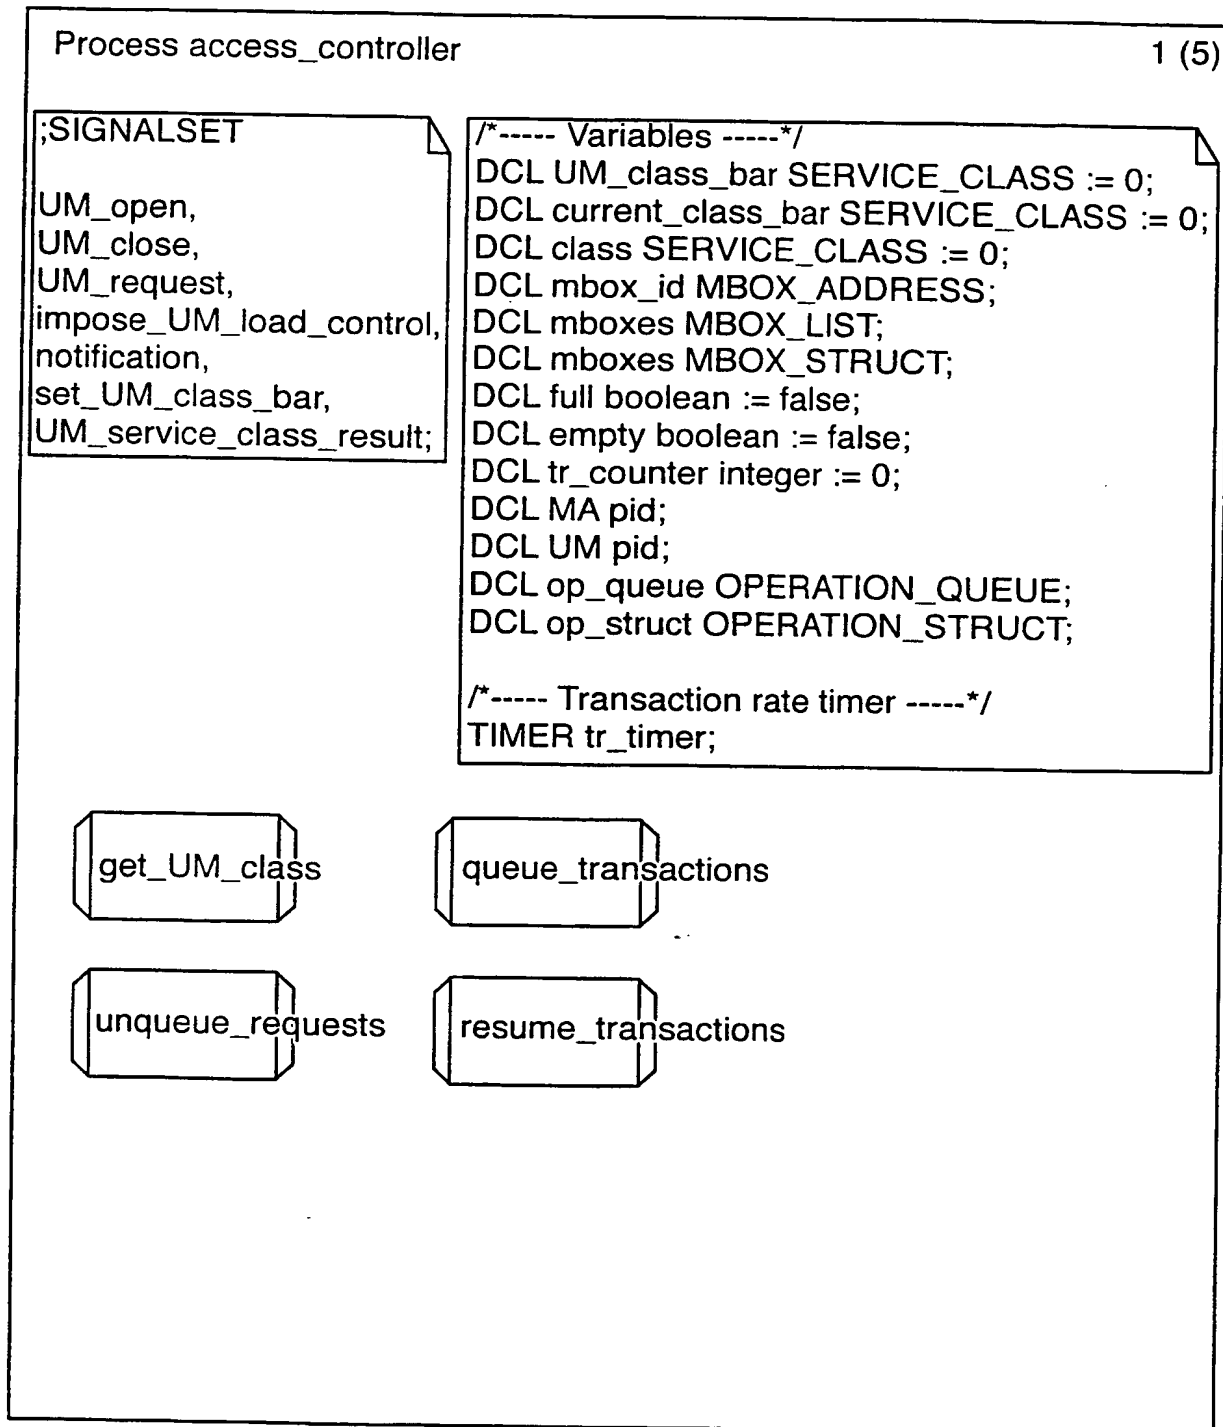 Process access_controller
1 (5)
;SIGNALSET
UM_open,
UM_close,
UM_request,
impose_UM_load_control,
notification,
set_UM_class_bar,
UM_service_class_result;
/*----- Variables -----*/
DCL UM_class_bar SERVICE_CLASS := 0;
DCL current_class_bar SERVICE_CLASS := 0;
DCL class SERVICE_CLASS := 0;
DCL mbox_id MBOX_ADDRESS;
DCL mboxes MBOX_LIST;
DCL mboxes MBOX_STRUCT;
DCL full boolean := false;
DCL empty boolean := false;
DCL tr_counter integer := 0;
DCL MA pid;
DCL UM pid;
DCL op_queue OPERATION_QUEUE;
DCL op_struct OPERATION_STRUCT;
/*----- Transaction rate timer -----*/
TIMER tr_timer;
get_UM_class
queue_transactions
unqueue_requests
resume_transactions